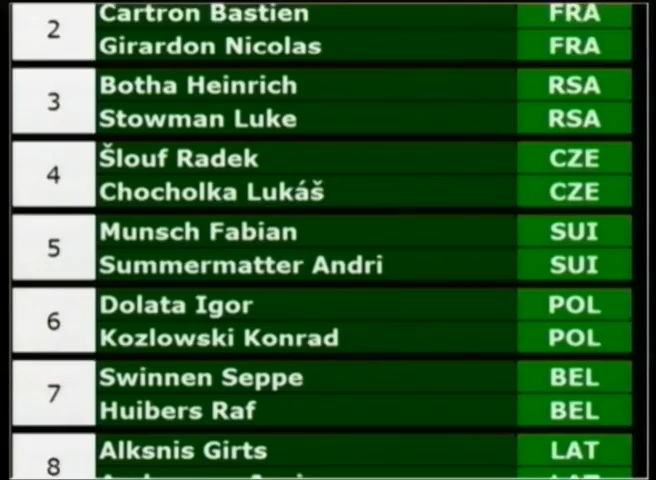 2
Cartron Bastien FRA
Girardon Nicolas FRA
3
Botha Heinrich RSA
Stowman Luke RSA
4
Šlouf Radek CZE
Chocholka Lukáš CZE
5
Munsch Fabian SUI
Summermatter Andri SUI
6
Dolata Igor POL
Kozlowski Konrad POL
7
Swinnen Seppe BEL
Huibers Raf BEL
8
Alksnis Girts LAT